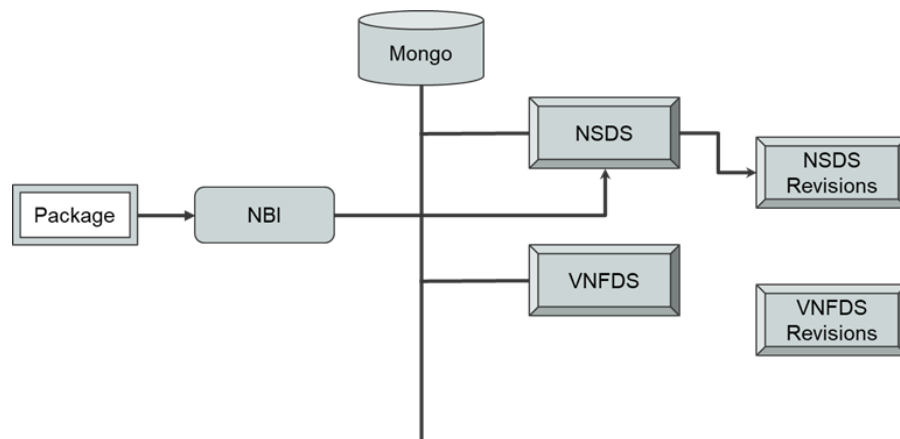 Mongo
NSDS
NSDS
Revisions
Package
NBI
VNFDS
VNFDS
Revisions